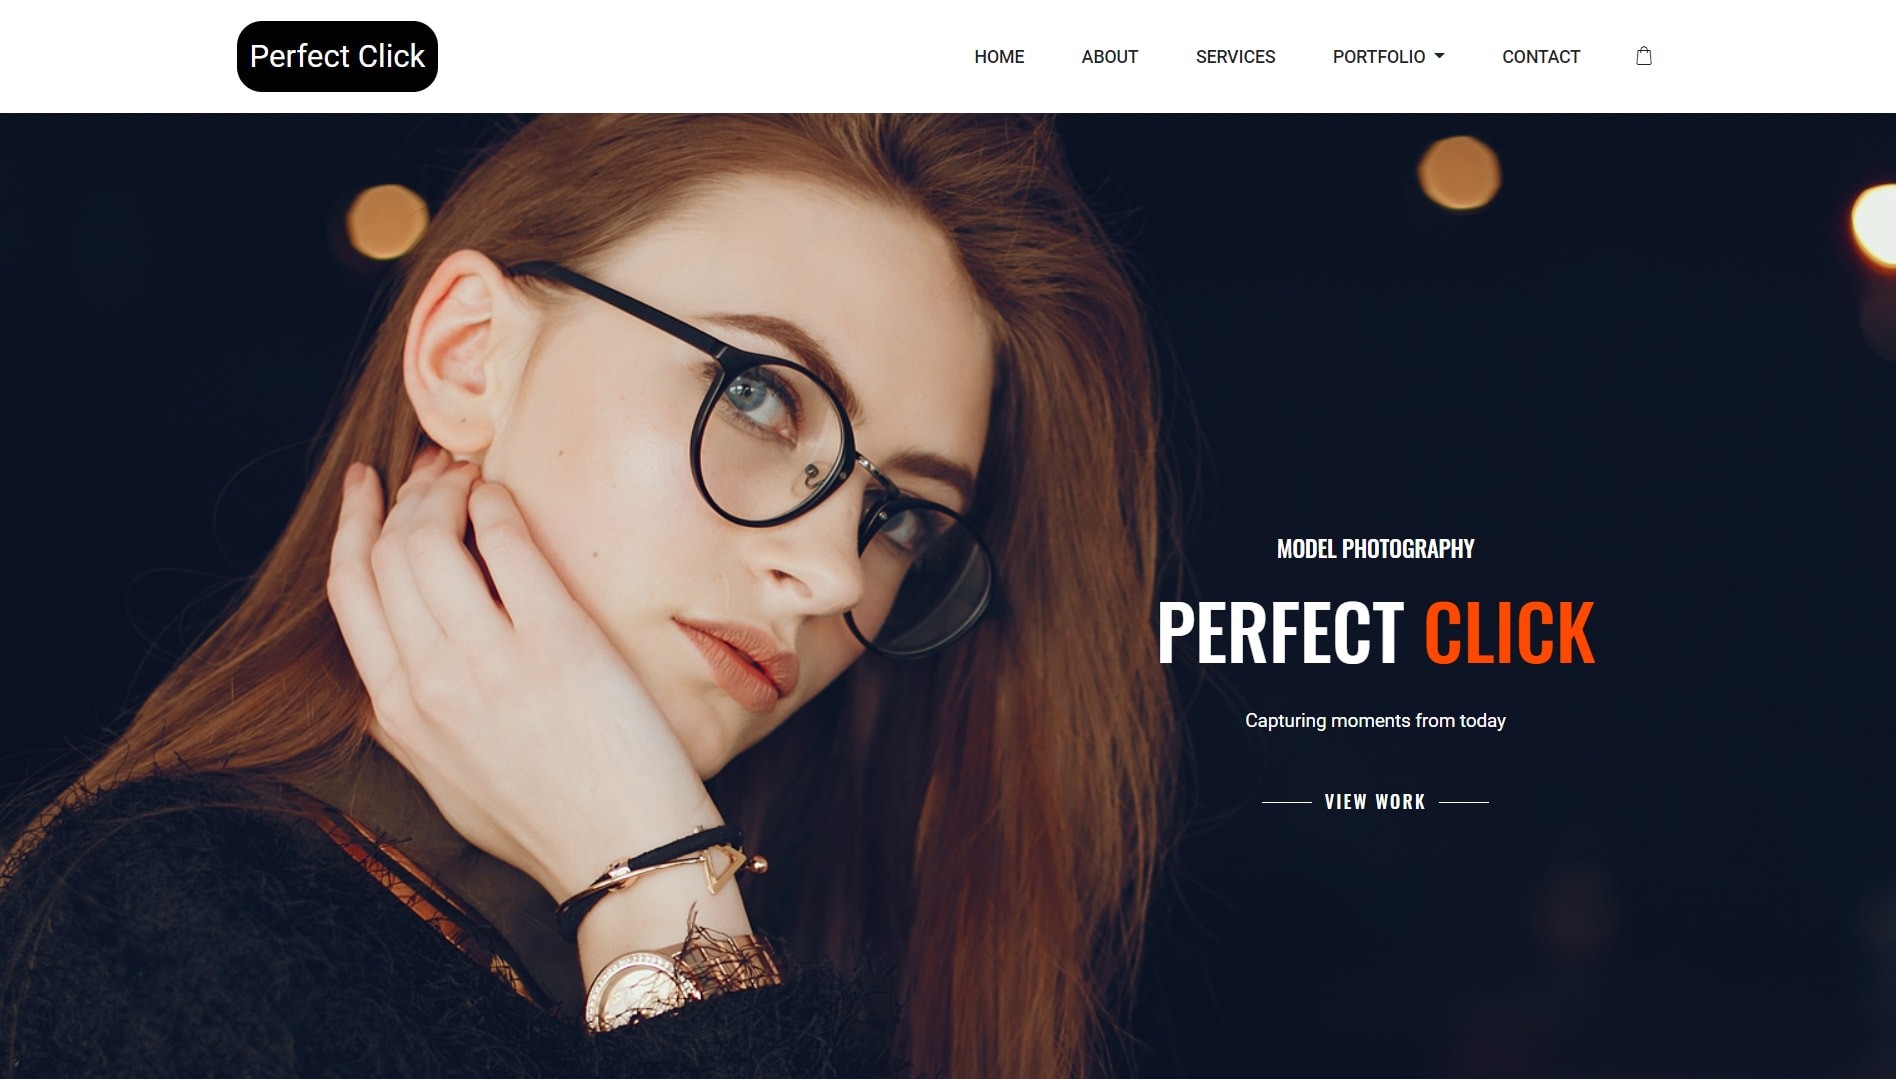 Perfect Click
HOME ABOUT SERVICES PORTFOLIO CONTACT
MODEL PHOTOGRAPHY
PERFECT CLICK
Capturing moments from today
VIEW WORK